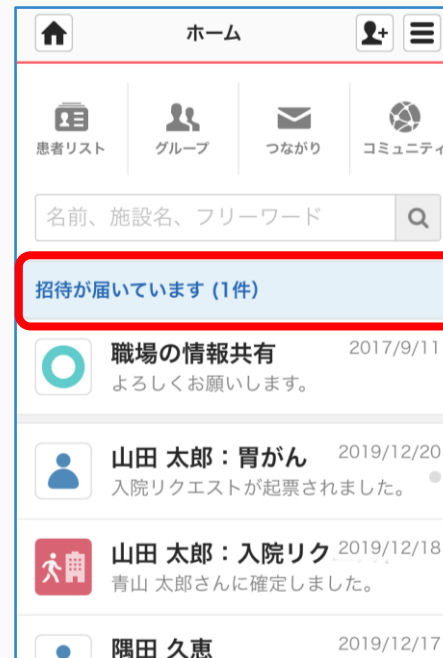 ホーム
患者リスト グループ つながり コミュニティ
名前、施設名、フリーワード
招待が届いています (1件)
職場の情報共有 2017/9/11
よろしくお願いします。
山田 太郎：胃がん 2019/12/20
入院リクエストが起票されました。
山田 太郎：入院リク 2019/12/18
青山 太郎さんに確定しました。
隅田 久恵 2019/12/17